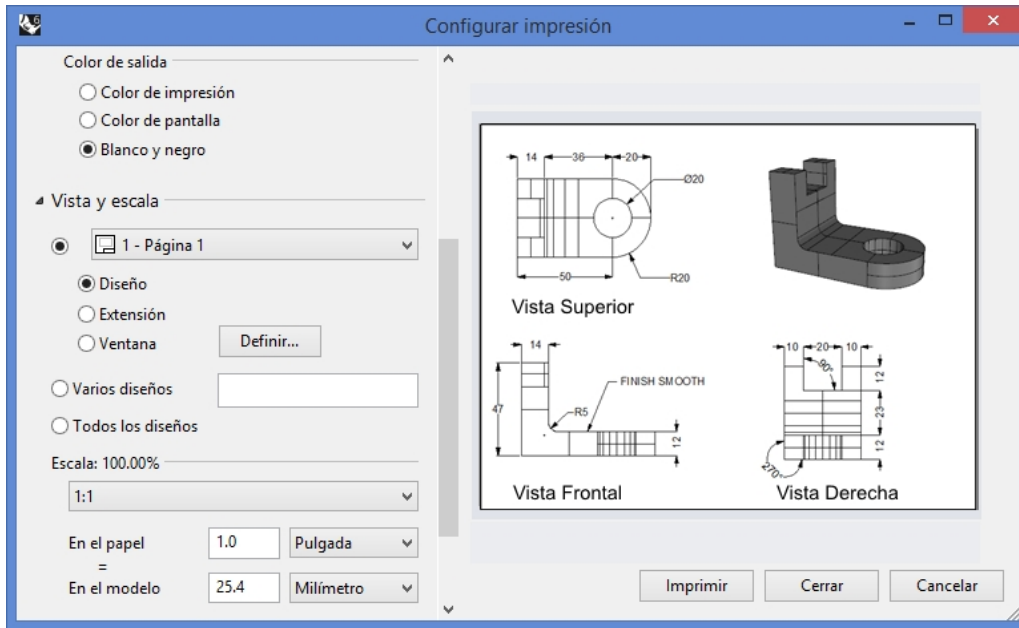 6
Configurar impresión
Color de salida
Color de impresión
Color de pantalla
Blanco y negro
Vista y escala
1 - Página 1
Diseño
Extensión
Ventana
Definir...
Varios diseños
Todos los diseños
Escala: 100.00%
1:1
En el papel
1.0
Pulgada
=
En el modelo
25.4
Milímetro
14
36
20
Ø20
50
R20
Vista Superior
14
FINISH SMOOTH
47
R5
12
Vista Frontal
10
20
10
90°
12
23
12
270°
Vista Derecha
Imprimir
Cerrar
Cancelar